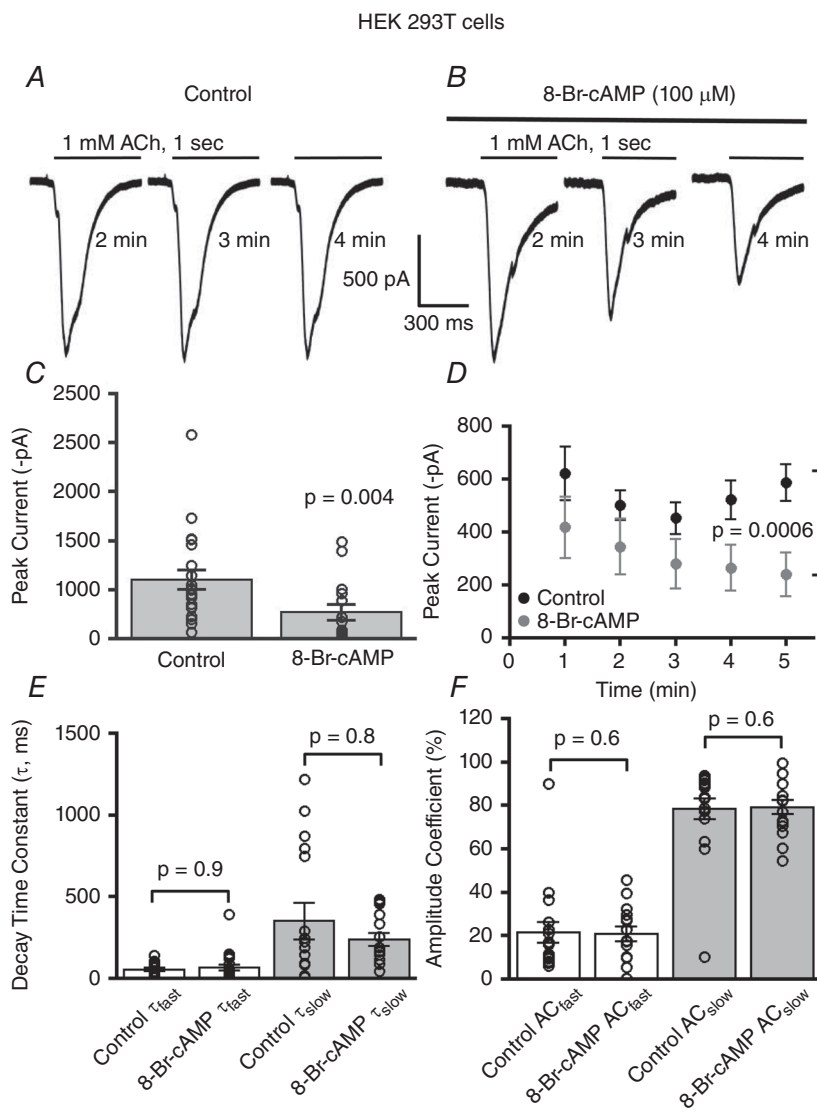 HEK 293T cells
A
Control
1 mM ACh, 1 sec
2 min
3 min
4 min
500 pA
300 ms
B
8-Br-cAMP (100 μM)
1 mM ACh, 1 sec
2 min
3 min
4 min
C
Peak Current (-pA)
2500
2500
2000
1500
1000
0
p = 0.004
Control
8-Br-cAMP
D
Peak Current (-pA)
800
600
400
200
0
p = 0.0006
Control
8-Br-cAMP
0 1 2 3 4 5
Time (min)
E
Decay Time Constant (τ, ms)
1500
1000
500
0
p = 0.9
p = 0.8
Control τfast
8-Br-cAMP τfast
Control τslow
8-Br-cAMP τslow
F
Amplitude Coefficient (%)
120
100
80
60
40
20
0
p = 0.6
p = 0.6
Control ACfast
8-Br-cAMP ACfast
Control ACslow
8-Br-cAMP ACslow